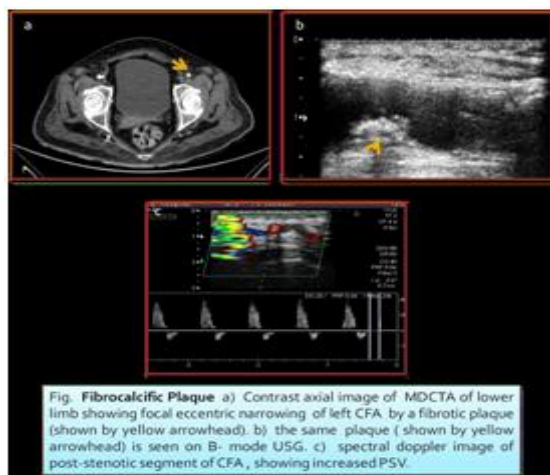 a
b
c
Fig. Fibrocalcific Plaque a) Contrast axial image of MDCTA of lower
limb showing focal eccentric narrowing of left CFA by a fibrotic plaque
(shown by yellow arrowhead). b) the same plaque ( shown by yellow
arrowhead) is seen on B- mode USG. c) spectral doppler image of
post-stenotic segment of CFA , showing increased PSV.